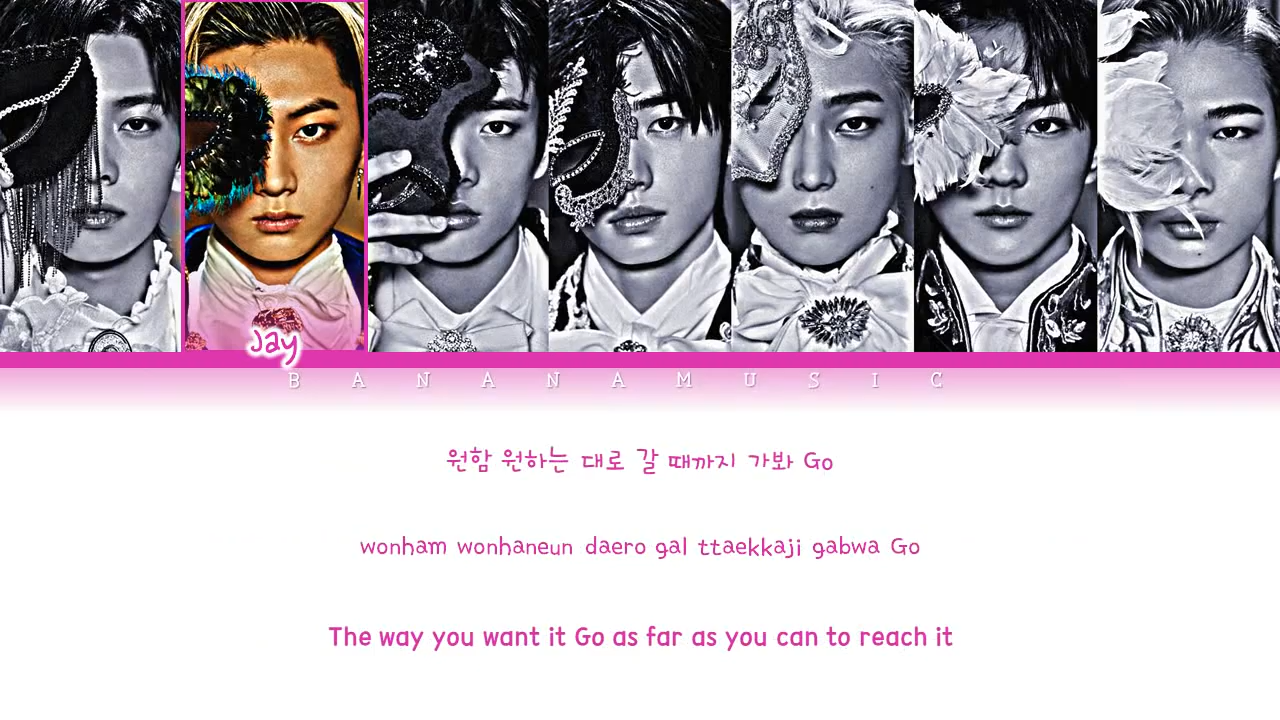 Jay
BANANAMUSIC
원함 원하는 대로 갈 때까지 가봐 Go
wonham wonhaneun daero gal ttaekkaji gabwa Go
The way you want it Go as far as you can to reach it